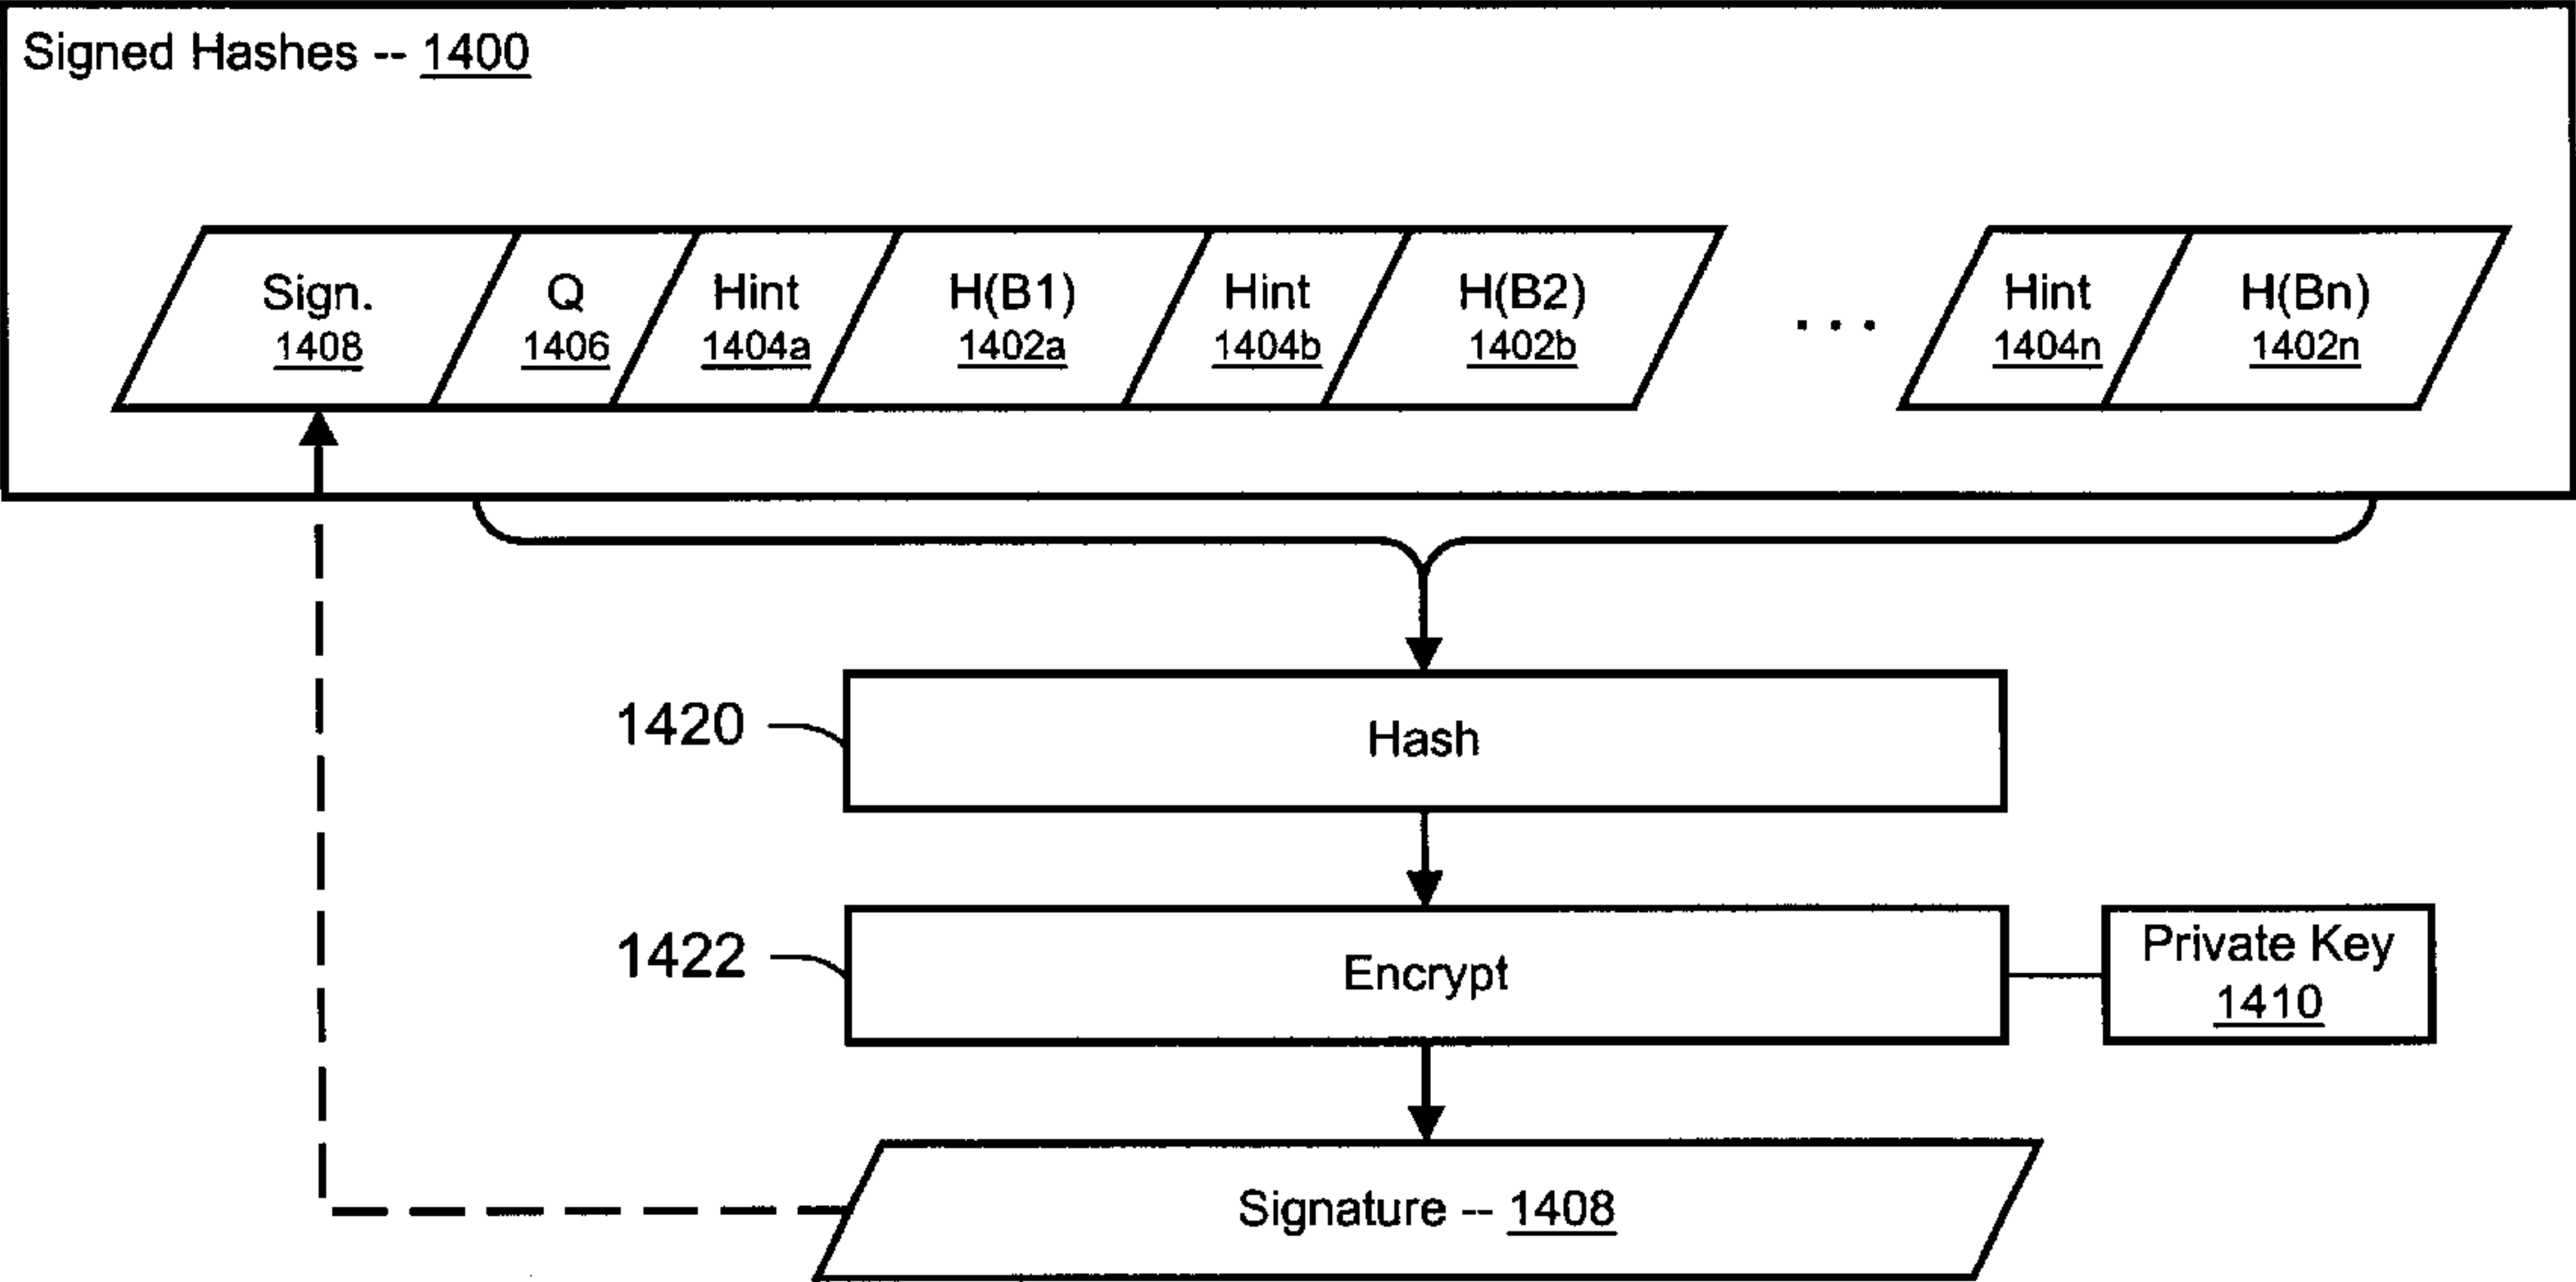 Signed Hashes -- 1400
Sign. Q Hint H(B1) Hint H(B2) ... Hint H(Bn)
1408 1406 1404a 1402a 1404b 1402b 1404n 1402n
1420 Hash
1422 Encrypt Private Key
1410
Signature -- 1408